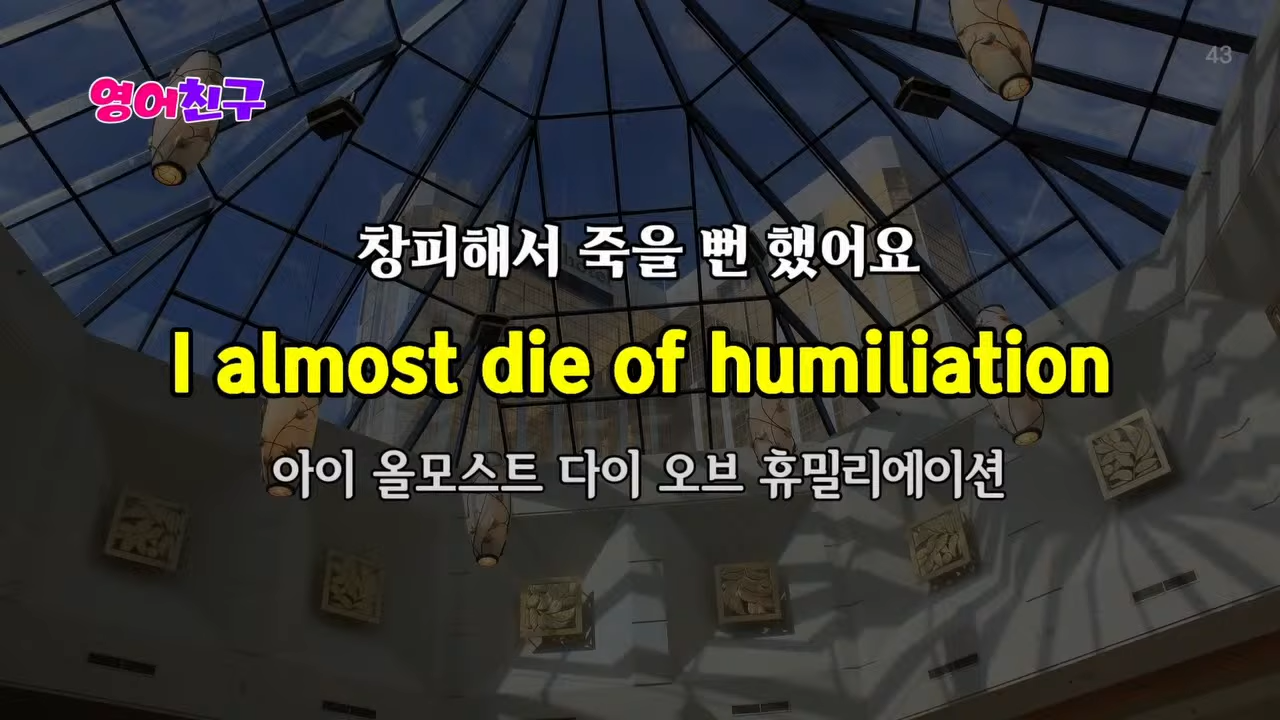 43
영어친구
창피해서 죽을 뻔 했어요
I almost die of humiliation
아이 올모스트 다이 오브 휴밀리에이션